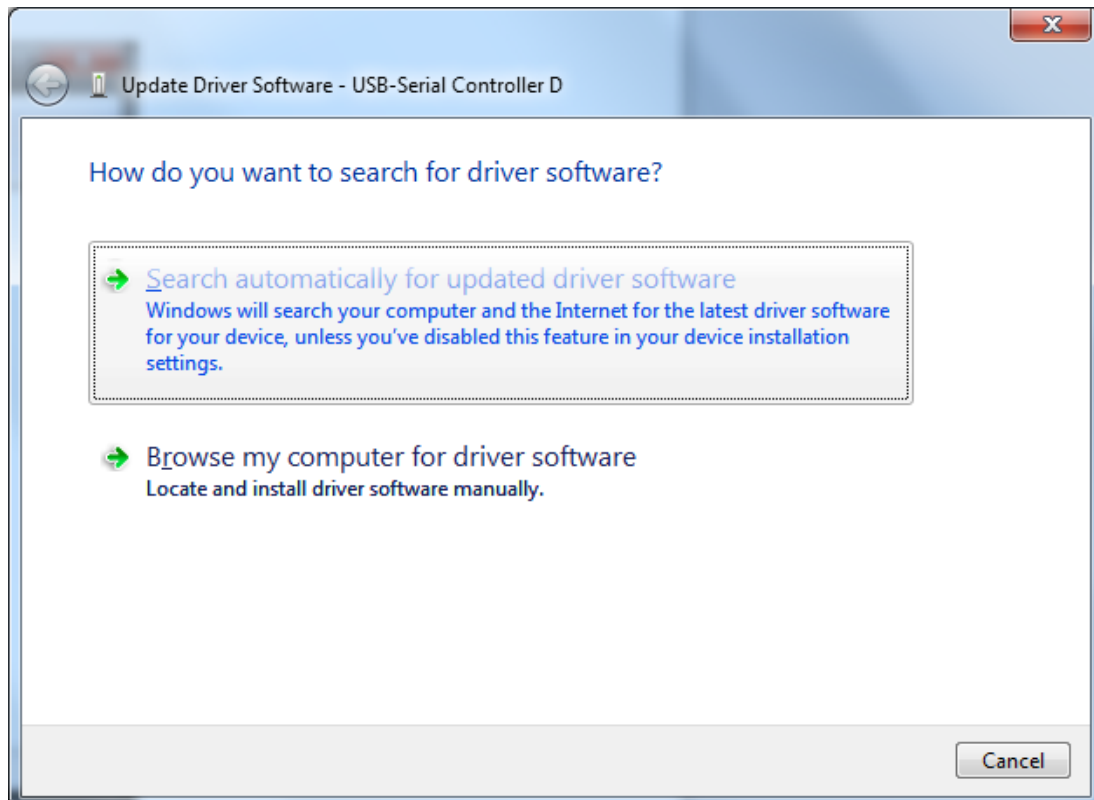 Update Driver Software - USB-Serial Controller D
How do you want to search for driver software?
Search automatically for updated driver software
Windows will search your computer and the Internet for the latest driver software
for your device, unless you've disabled this feature in your device installation
settings.
Browse my computer for driver software
Locate and install driver software manually.
Cancel